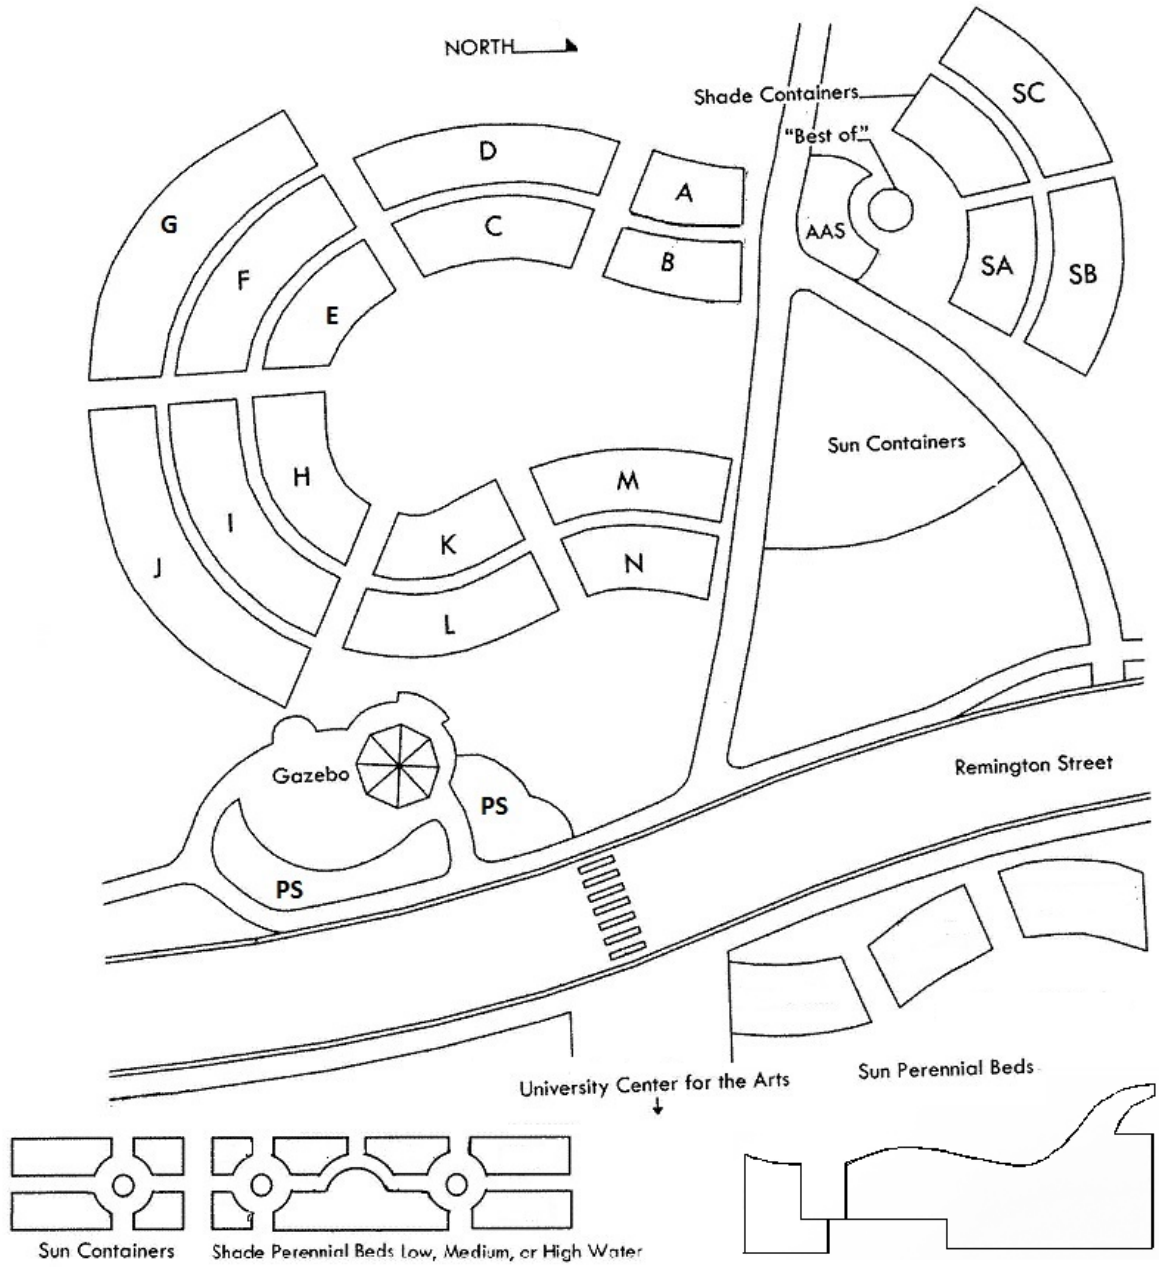 NORTH
Shade Containers
SC
"Best of"
D
A
G
C
AAS
B
F
SA
SB
E
Sun Containers
H
M
I
K
N
J
L
Gazebo
Remington Street
PS
PS
University Center for the Arts
Sun Perennial Beds
Sun Containers
Shade Perennial Beds Low, Medium, or High Water